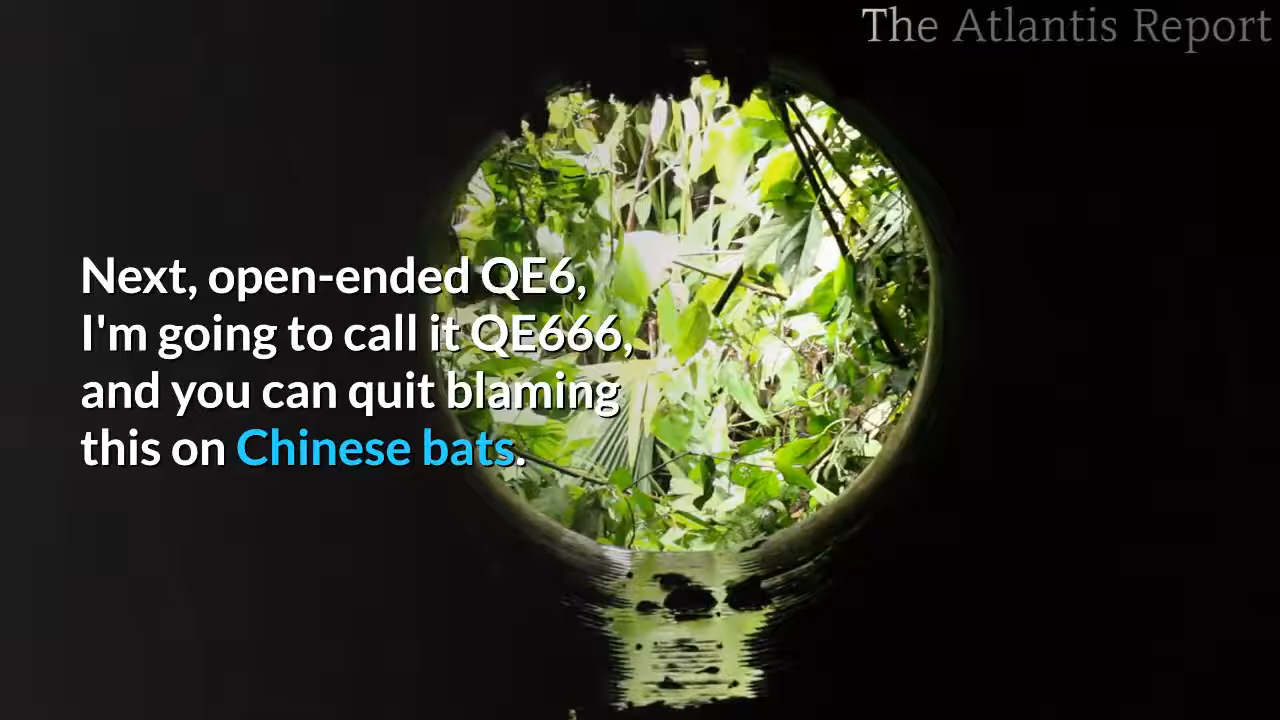 The Atlantis Report
Next, open-ended QE6,
I'm going to call it QE666,
and you can quit blaming
this on Chinese bats.